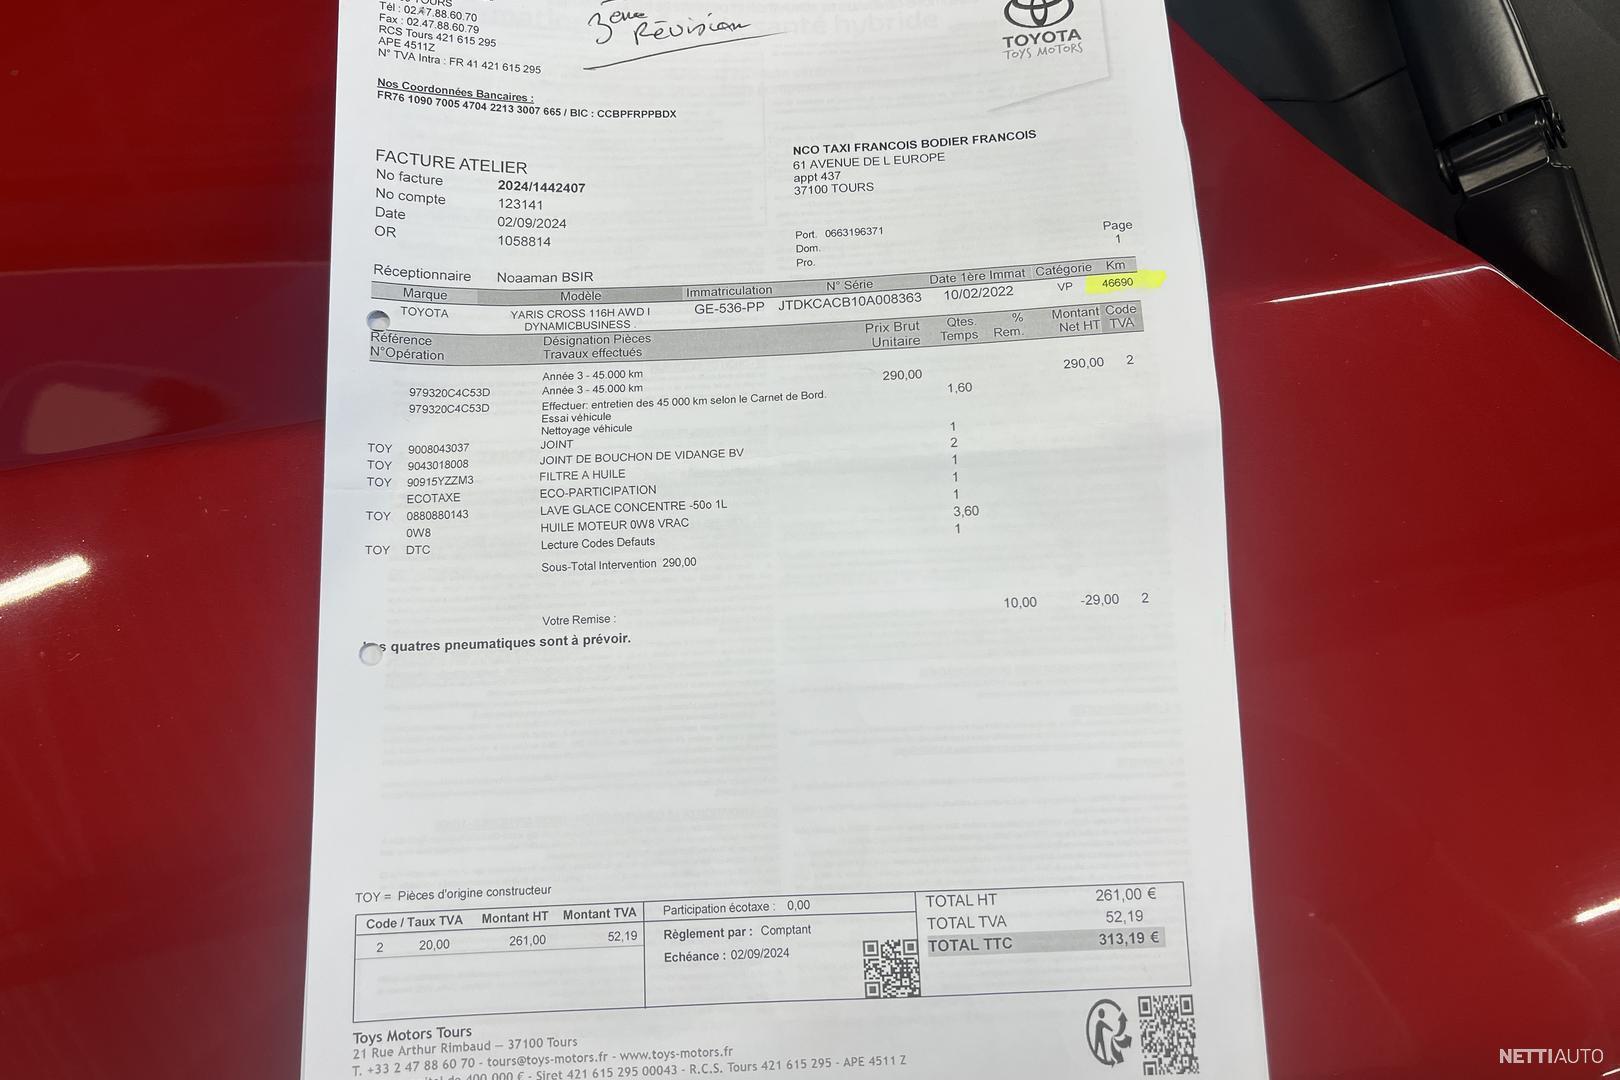 TOURS
Tél : 02.47.88.60.70
Fax : 02.47.88.60.79
RCS Tours 421 615 295
APE 4511Z
N° TVA Intra : FR 41 421 615 295
3ème Révision
TOYOTA
TOYS MOTORS
Nos Coordonnées Bancaires :
FR76 1090 7005 4704 2213 3007 665 / BIC : CCBPFRPPBDX
NCO TAXI FRANCOIS BODIER FRANCOIS
61 AVENUE DE L EUROPE
appt 437
37100 TOURS
FACTURE ATELIER
No facture 2024/1442407
No compte 123141
Date 02/09/2024
OR 1058814
Port. 0663196371
Dom.
Pro.
Page
1
Réceptionnaire Noaaman BSIR
Marque Modèle Immatriculation N° Série Date 1ère Immat Catégorie Km
TOYOTA YARIS CROSS 116H AWD I GE-536-PP JTDKCACB10A008363 10/02/2022 VP 46690
DYNAMICBUSINESS .
Référence Désignation Pièces Prix Brut Qtes. % Montant Code
N°Opération Travaux effectués Unitaire Temps Rem. Net HT TVA
Année 3 - 45.000 km 290,00 290,00 2
979320C4C53D Année 3 - 45.000 km 1,60
979320C4C53D Effectuer: entretien des 45 000 km selon le Carnet de Bord.
Essai véhicule
Nettoyage véhicule
TOY 9008043037 JOINT 1
TOY 9043018008 JOINT DE BOUCHON DE VIDANGE BV 2
TOY 90915YZZM3 FILTRE A HUILE 1
ECOTAXE ECO-PARTICIPATION 1
TOY 0880880143 LAVE GLACE CONCENTRE -50o 1L 1
0W8 HUILE MOTEUR 0W8 VRAC 3,60
TOY DTC Lecture Codes Defauts 1
Sous-Total Intervention 290,00
Votre Remise : 10,00 -29,00 2
quatres pneumatiques sont à prévoir.
TOY = Pièces d'origine constructeur
Code / Taux TVA Montant HT Montant TVA
2 20,00 261,00 52,19
Participation écotaxe : 0,00
Règlement par : Comptant
Echéance : 02/09/2024
TOTAL HT 261,00 €
TOTAL TVA 52,19
TOTAL TTC 313,19 €
Toys Motors Tours
21 Rue Arthur Rimbaud – 37100 Tours
T. +33 2 47 88 60 70 - tours@toys-motors.fr - www.toys-motors.fr
de 400 000 € - Siret 421 615 295 00043 - R.C.S. Tours 421 615 295 - APE 4511 Z
NETTIAUTO